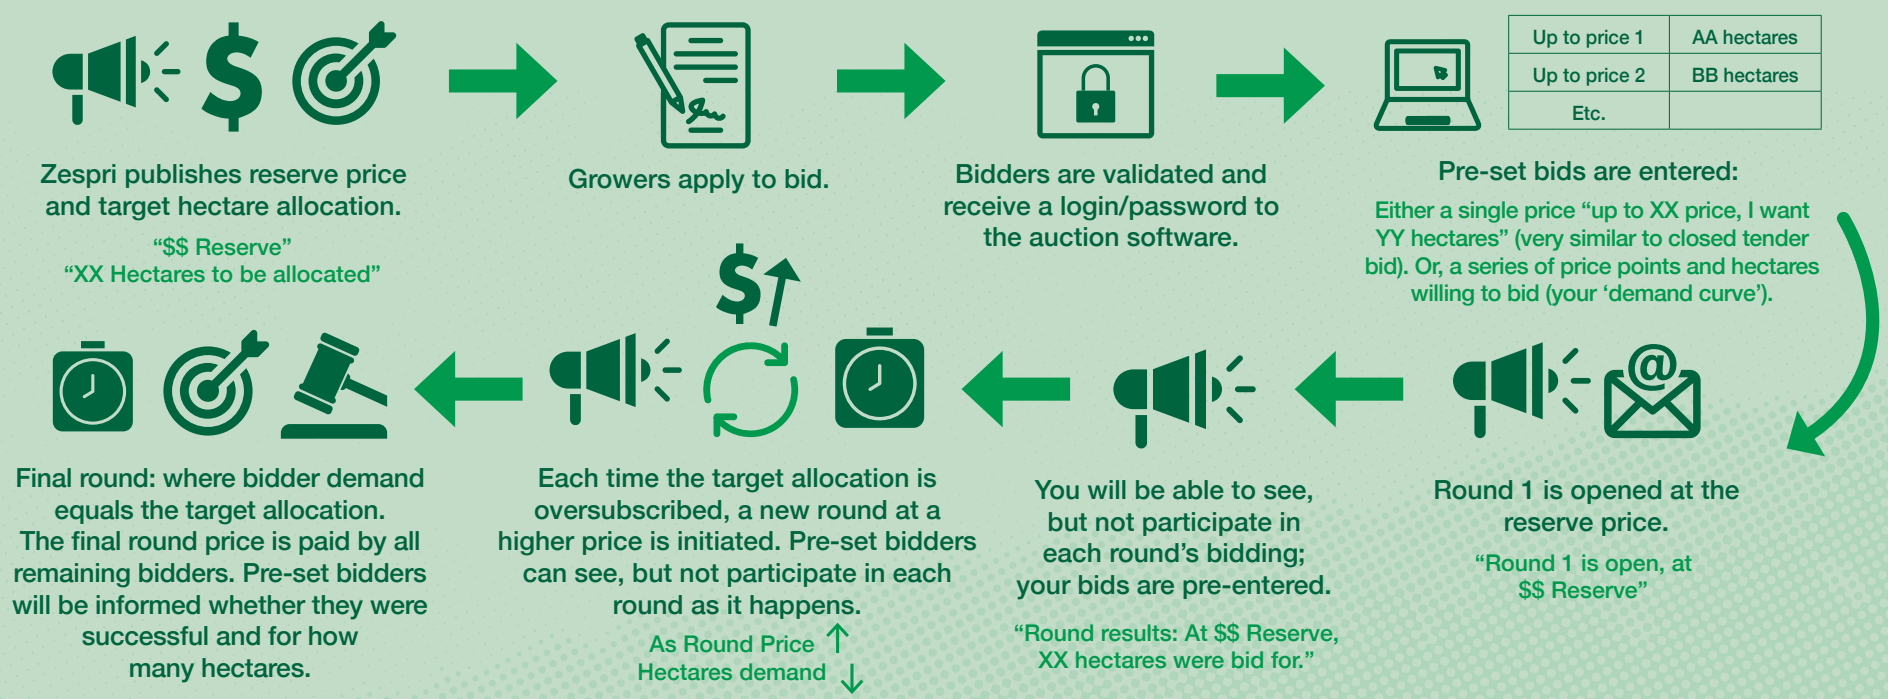 Zespri publishes reserve price
and target hectare allocation.
“$$ Reserve”
“XX Hectares to be allocated”
Growers apply to bid.
Bidders are validated and
receive a login/password to
the auction software.
Up to price 1 AA hectares
Up to price 2 BB hectares
Etc.
Pre-set bids are entered:
Either a single price “up to XX price, I want
YY hectares” (very similar to closed tender
bid). Or, a series of price points and hectares
willing to bid (your ‘demand curve’).
Round 1 is opened at the
reserve price.
“Round 1 is open, at
$$ Reserve”
You will be able to see,
but not participate in
each round’s bidding;
your bids are pre-entered.
“Round results: At $$ Reserve,
XX hectares were bid for.”
Each time the target allocation is
oversubscribed, a new round at a
higher price is initiated. Pre-set bidders
can see, but not participate in each
round as it happens.
As Round Price ↑
Hectares demand ↓
Final round: where bidder demand
equals the target allocation.
The final round price is paid by all
remaining bidders. Pre-set bidders
will be informed whether they were
successful and for how
many hectares.